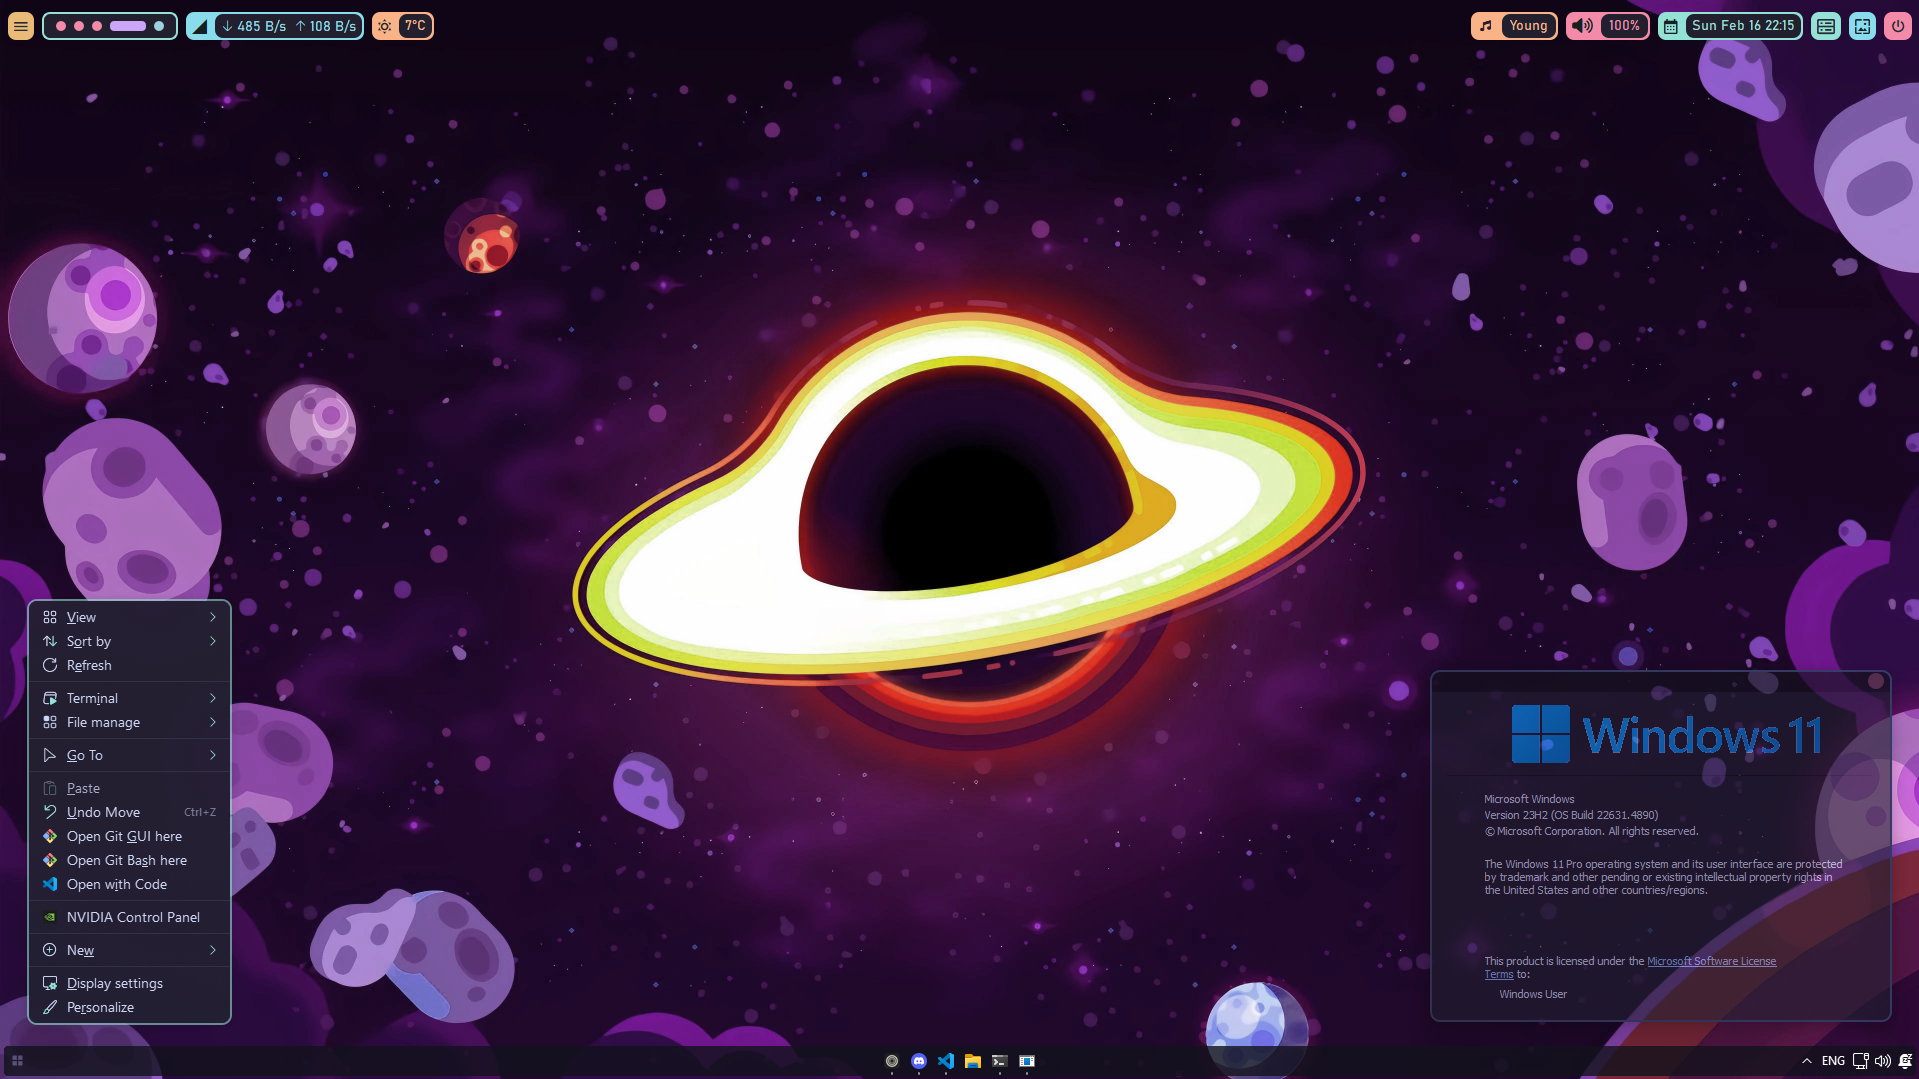 485 B/s 108 B/s
7°C
Young
100%
Sun Feb 16 22:15
View
Sort by
Refresh
Terminal
File manage
Go To
Paste
Undo Move Ctrl+Z
Open Git GUI here
Open Git Bash here
Open with Code
NVIDIA Control Panel
New
Display settings
Personalize
Windows 11
Microsoft Windows
Version 23H2 (OS Build 22631.4890)
© Microsoft Corporation. All rights reserved.
The Windows 11 Pro operating system and its user interface are protected
by trademark and other pending or existing intellectual property rights in
the United States and other countries/regions.
This product is licensed under the Microsoft Software License
Terms to:
Windows User
ENG